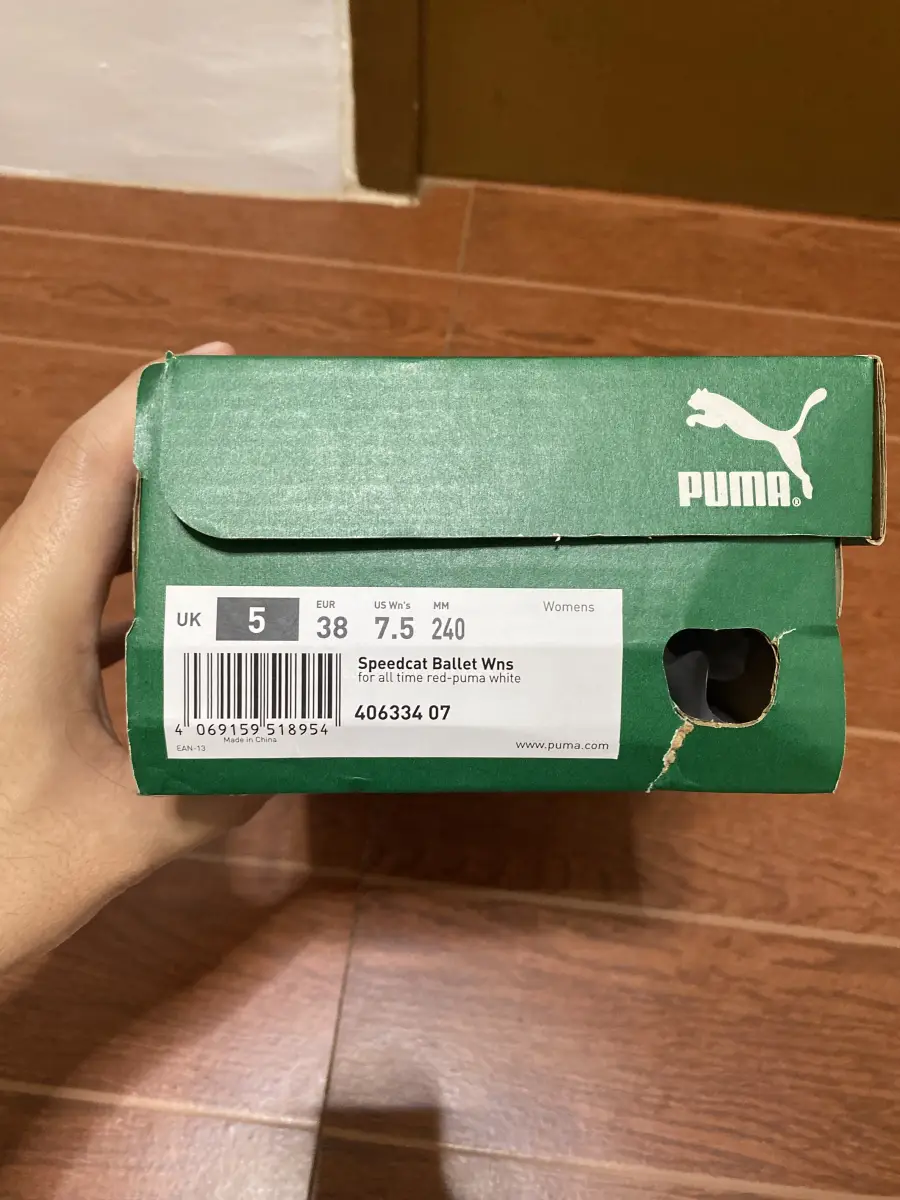 PUMA®
UK 5 EUR 38 US Wn's 7.5 MM 240 Womens
Speedcat Ballet Wns
for all time red-puma white
406334 07
4 069159 518954
Made in China
EAN-13
www.puma.com